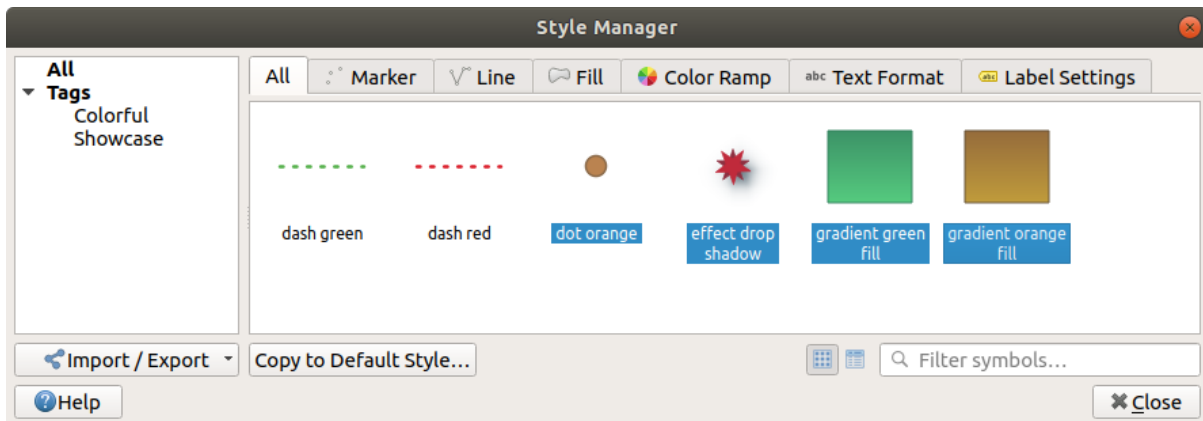 Style Manager
All
Tags
Colorful
Showcase
All
Marker
Line
Fill
Color Ramp
abc Text Format
abc Label Settings
dash green
dash red
dot orange
effect drop
shadow
gradient green
fill
gradient orange
fill
Import / Export
Copy to Default Style...
Filter symbols...
Help
Close